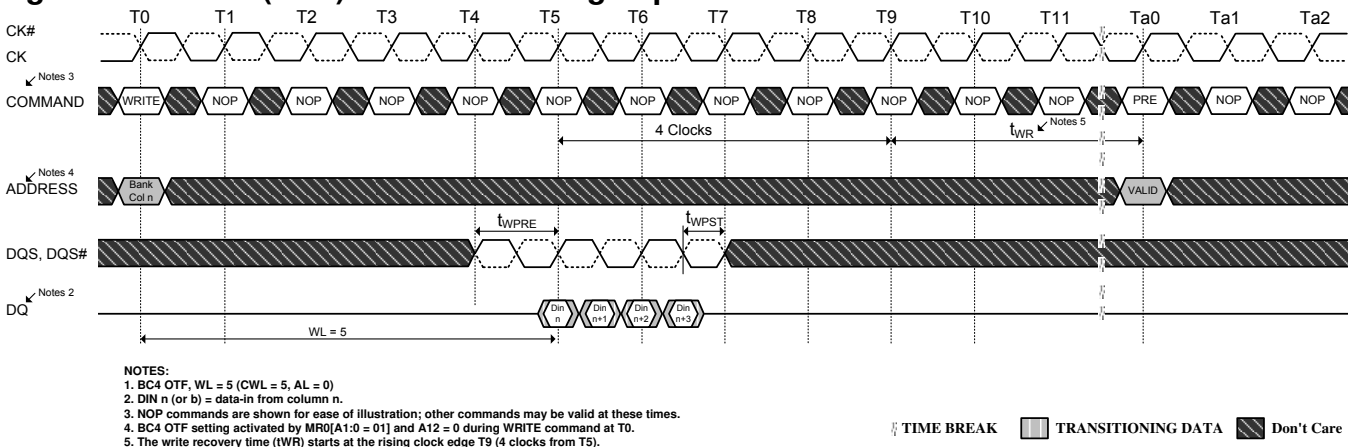 T0 T1 T2 T3 T4 T5 T6 T7 T8 T9 T10 T11 Ta0 Ta1 Ta2
CK#
CK
Notes 3
COMMAND WRITE NOP NOP NOP NOP NOP NOP NOP NOP NOP NOP NOP PRE NOP NOP
4 Clocks tWR Notes 5
Notes 4
ADDRESS Bank Col n VALID
tWPRE tWPST
DQS, DQS#
Notes 2
DQ Din n Din n+1 Din n+2 Din n+3
WL = 5
NOTES:
1. BC4 OTF, WL = 5 (CWL = 5, AL = 0)
2. DIN n (or b) = data-in from column n.
3. NOP commands are shown for ease of illustration; other commands may be valid at these times.
4. BC4 OTF setting activated by MR0[A1:0 = 01] and A12 = 0 during WRITE command at T0.
5. The write recovery time (tWR) starts at the rising clock edge T9 (4 clocks from T5).
TIME BREAK TRANSITIONING DATA Don't Care